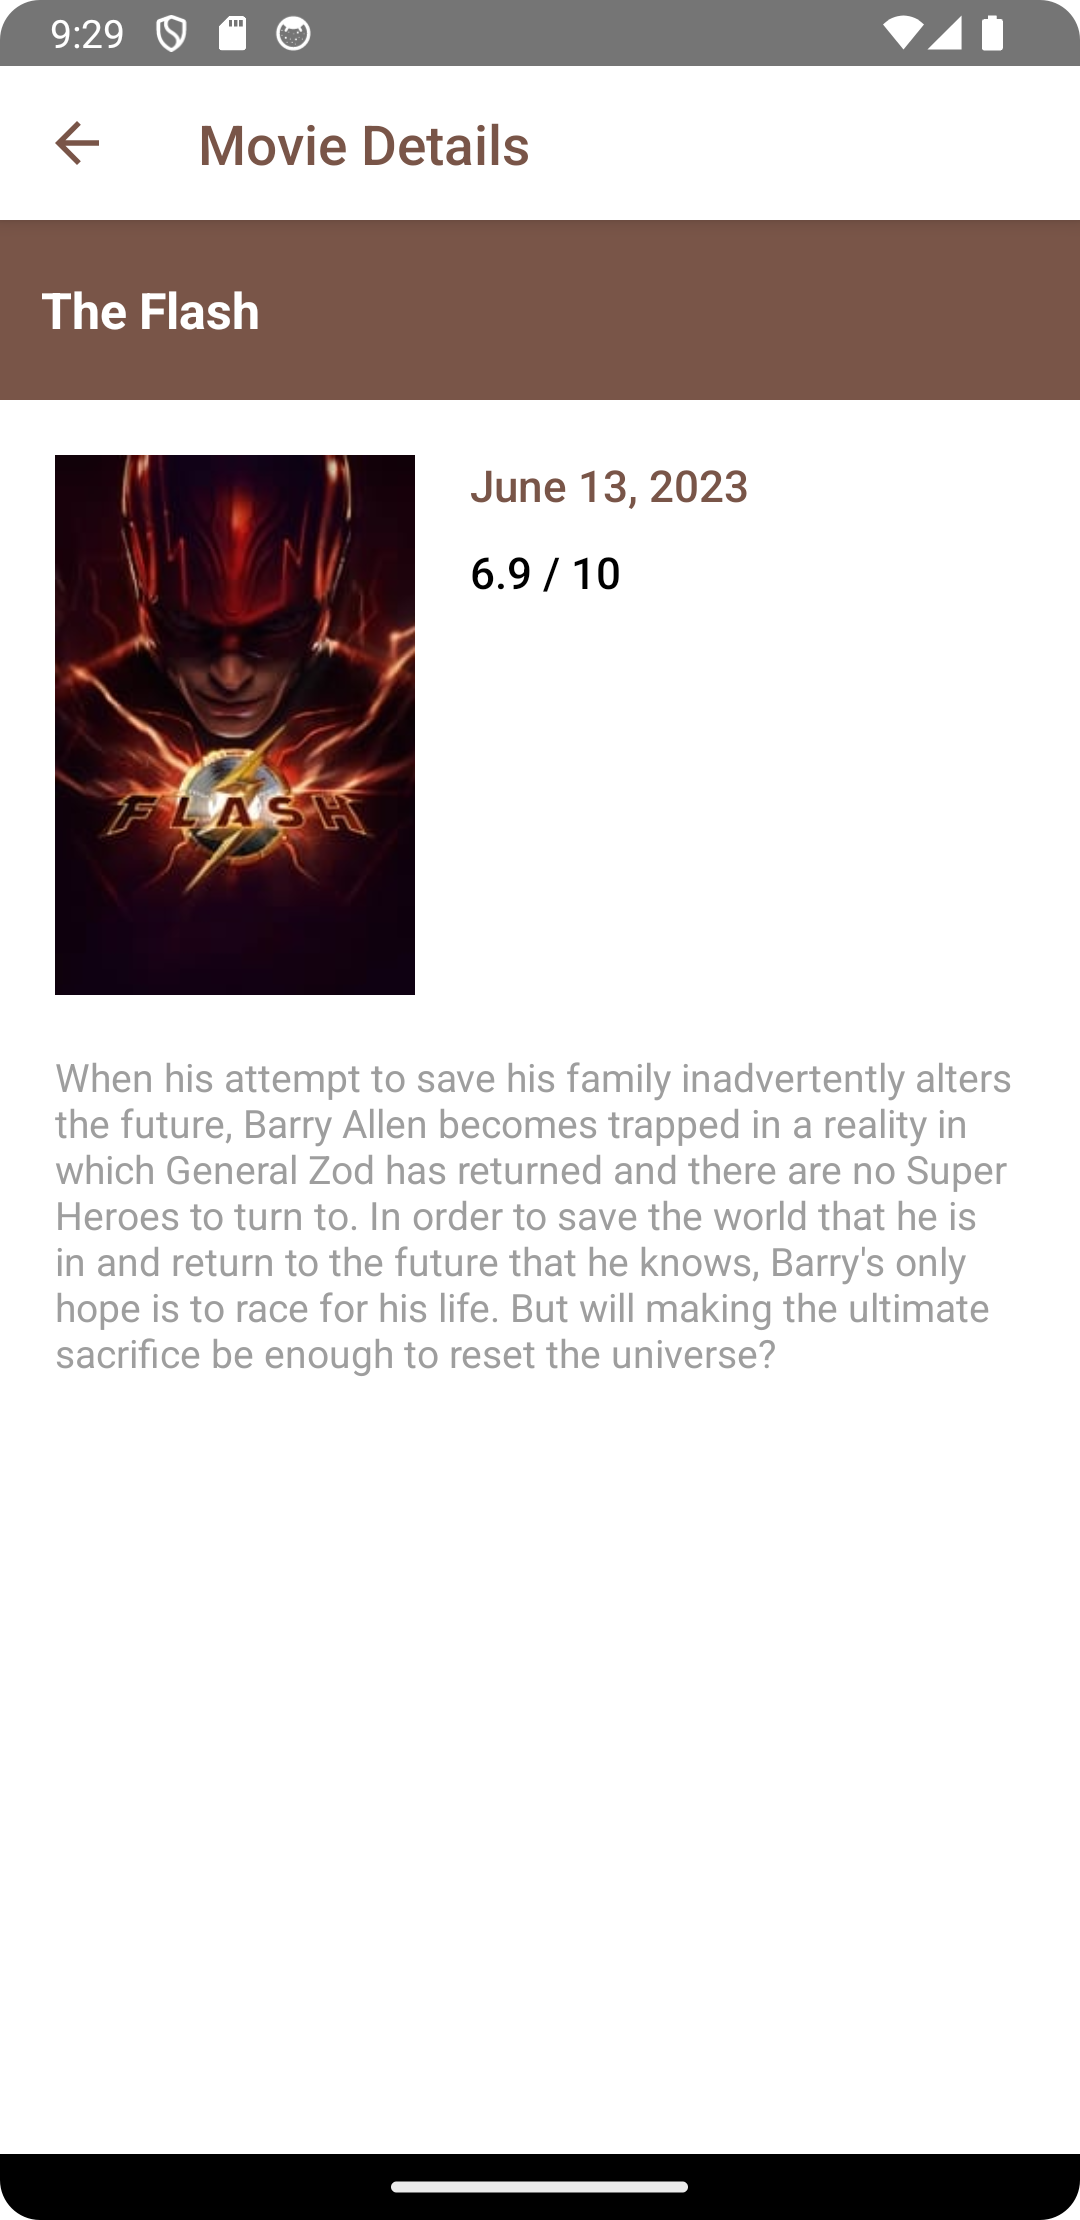 9:29
Movie Details
The Flash
June 13, 2023
6.9 / 10
FLASH
When his attempt to save his family inadvertently alters
the future, Barry Allen becomes trapped in a reality in
which General Zod has returned and there are no Super
Heroes to turn to. In order to save the world that he is
in and return to the future that he knows, Barry's only
hope is to race for his life. But will making the ultimate
sacrifice be enough to reset the universe?